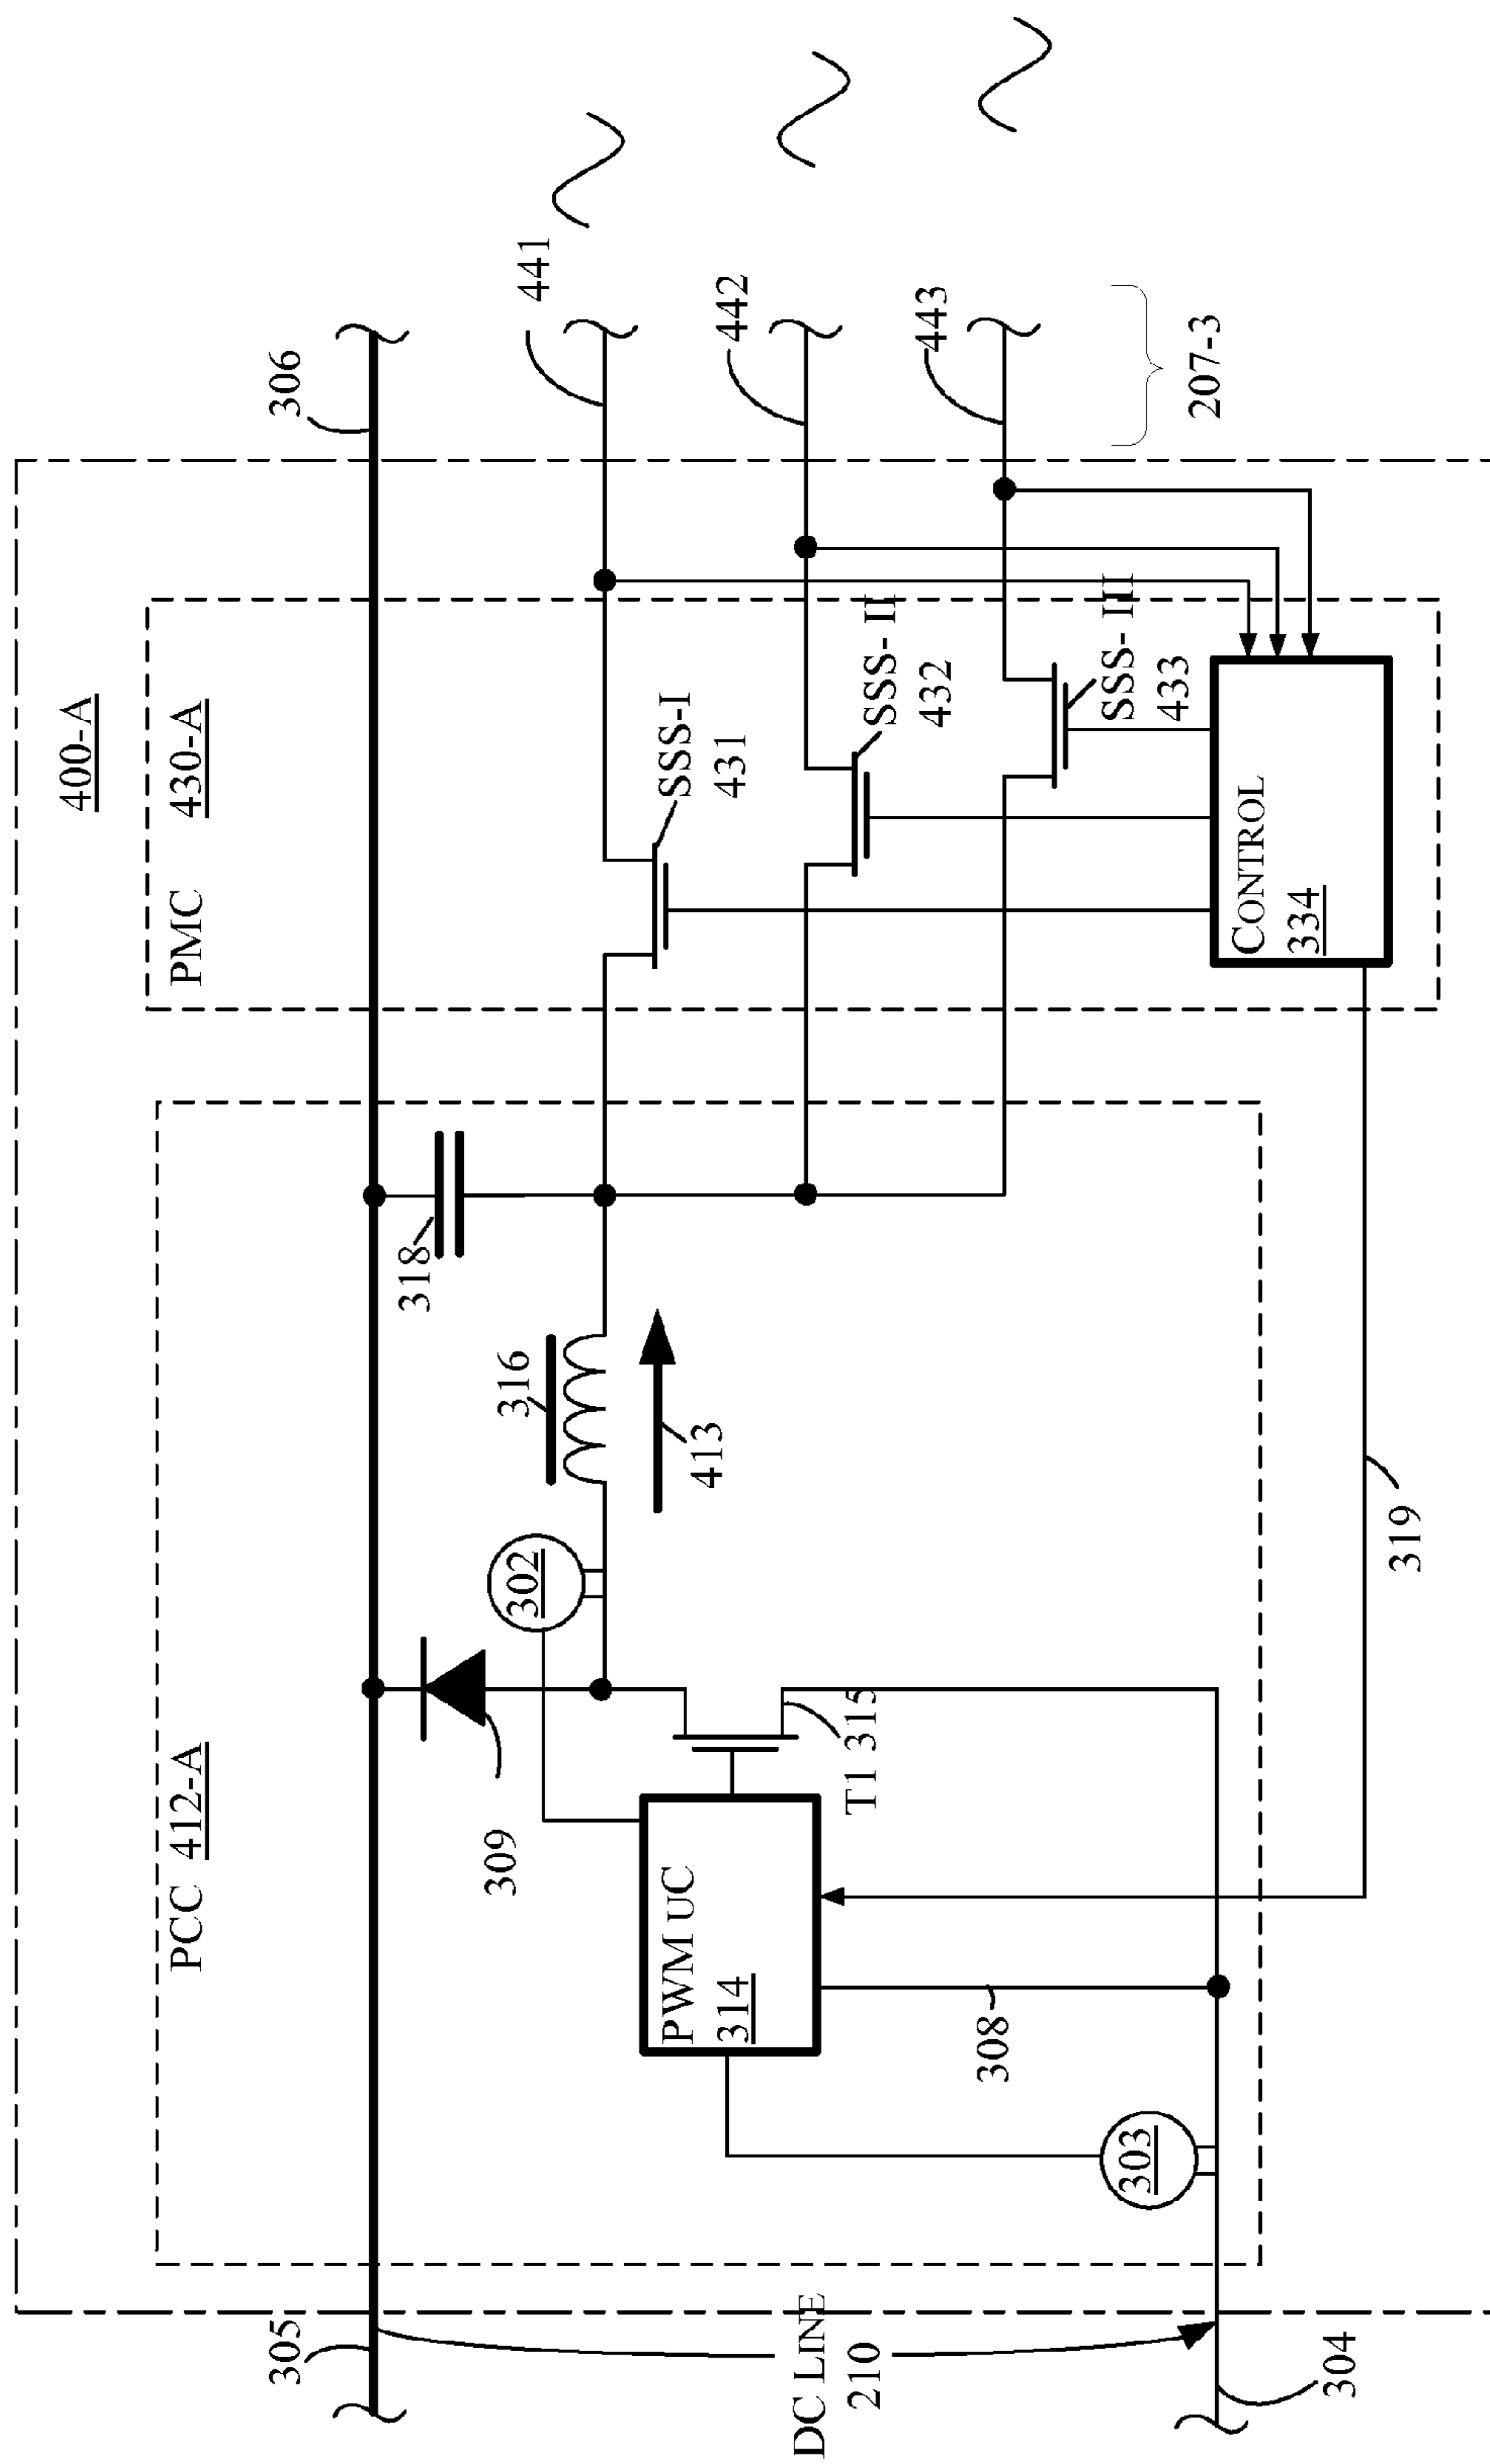 400-A
PMC 430-A
PCC 412-A
306
441
442
443
207-3
SSS-I
431
SSS- II
432
SSS- III
433
CONTROL
334
318
316
413
302
309
T1 315
PWM UC
314
308
303
319
305
DC LINE
210
304